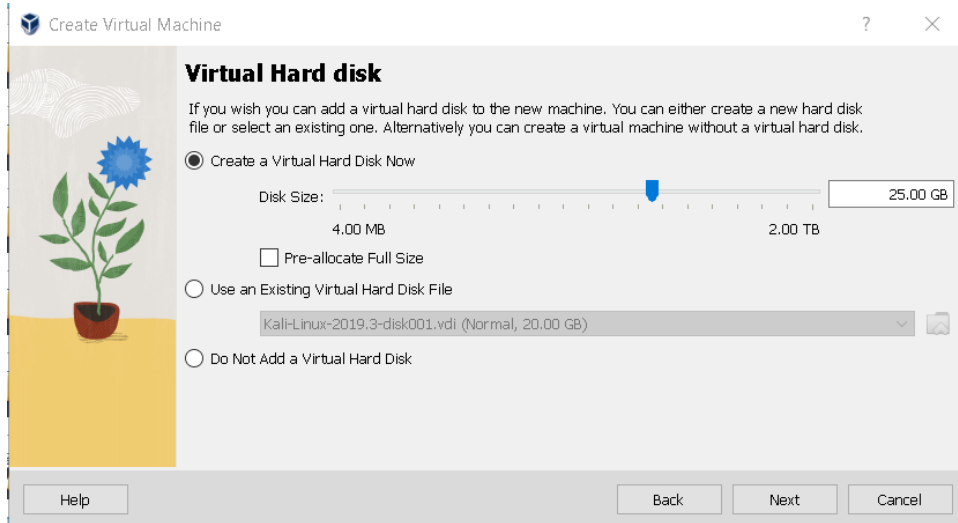 Create Virtual Machine
?
Virtual Hard disk
If you wish you can add a virtual hard disk to the new machine. You can either create a new hard disk
file or select an existing one. Alternatively you can create a virtual machine without a virtual hard disk.
Create a Virtual Hard Disk Now
Disk Size:
25.00 GB
4.00 MB
2.00 TB
Pre-allocate Full Size
Use an Existing Virtual Hard Disk File
Kali-Linux-2019.3-disk001.vdi (Normal, 20.00 GB)
Do Not Add a Virtual Hard Disk
Help
Back
Next
Cancel